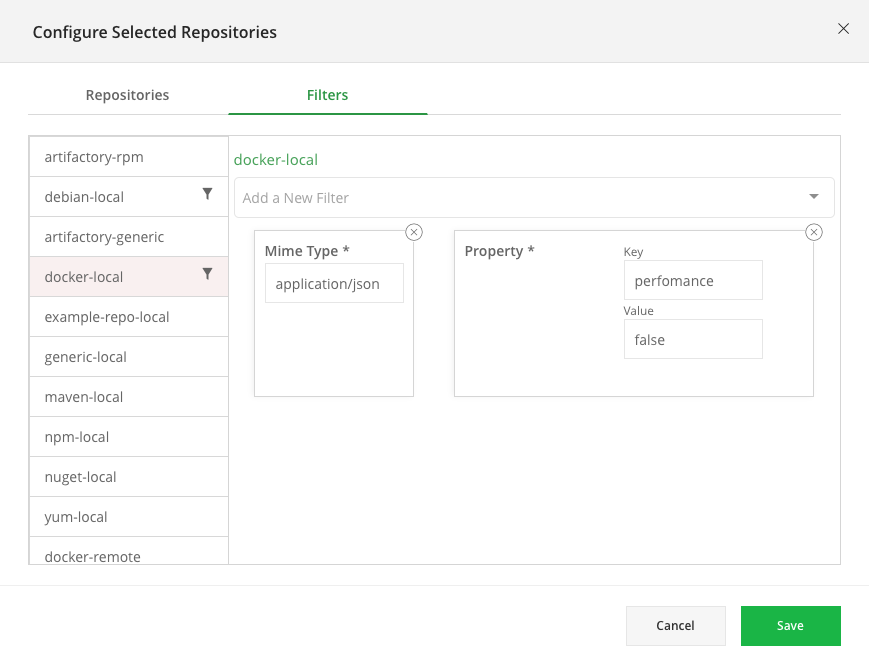 Configure Selected Repositories
Repositories
Filters
artifactory-rpm
debian-local
artifactory-generic
docker-local
example-repo-local
generic-local
maven-local
npm-local
nuget-local
yum-local
docker-remote
docker-local
Add a New Filter
Mime Type *
application/json
Property *
Key
perfomance
Value
false
Cancel
Save